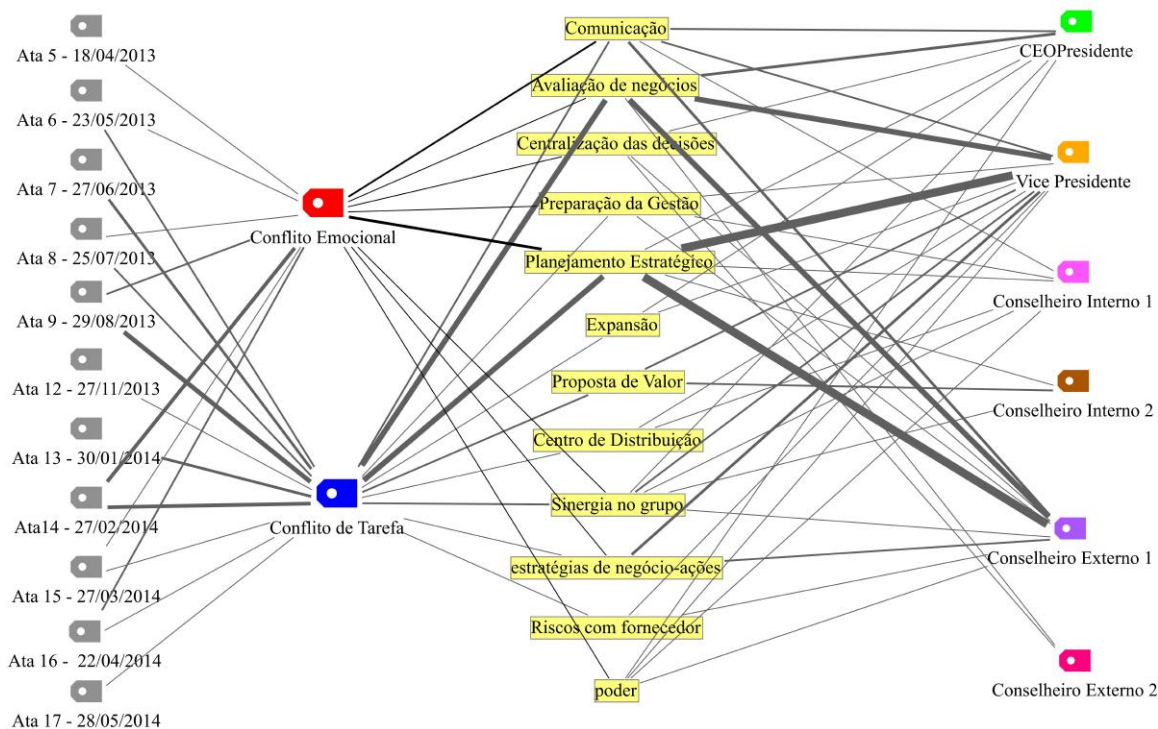 Ata 5 - 18/04/2013
Ata 6 - 23/05/2013
Ata 7 - 27/06/2013
Ata 8 - 25/07/2013
Ata 9 - 29/08/2013
Ata 12 - 27/11/2013
Ata 13 - 30/01/2014
Ata14 - 27/02/2014
Ata 15 - 27/03/2014
Ata 16 - 22/04/2014
Ata 17 - 28/05/2014
Conflito Emocional
Conflito de Tarefa
Comunicação
Avaliação de negócios
Centralização das decisões
Preparação da Gestão
Planejamento Estratégico
Expansão
Proposta de Valor
Centro de Distribuição
Sinergia no grupo
estratégias de negócio-ações
Riscos com fornecedor
poder
CEOPresidente
Vice Presidente
Conselheiro Interno 1
Conselheiro Interno 2
Conselheiro Externo 1
Conselheiro Externo 2